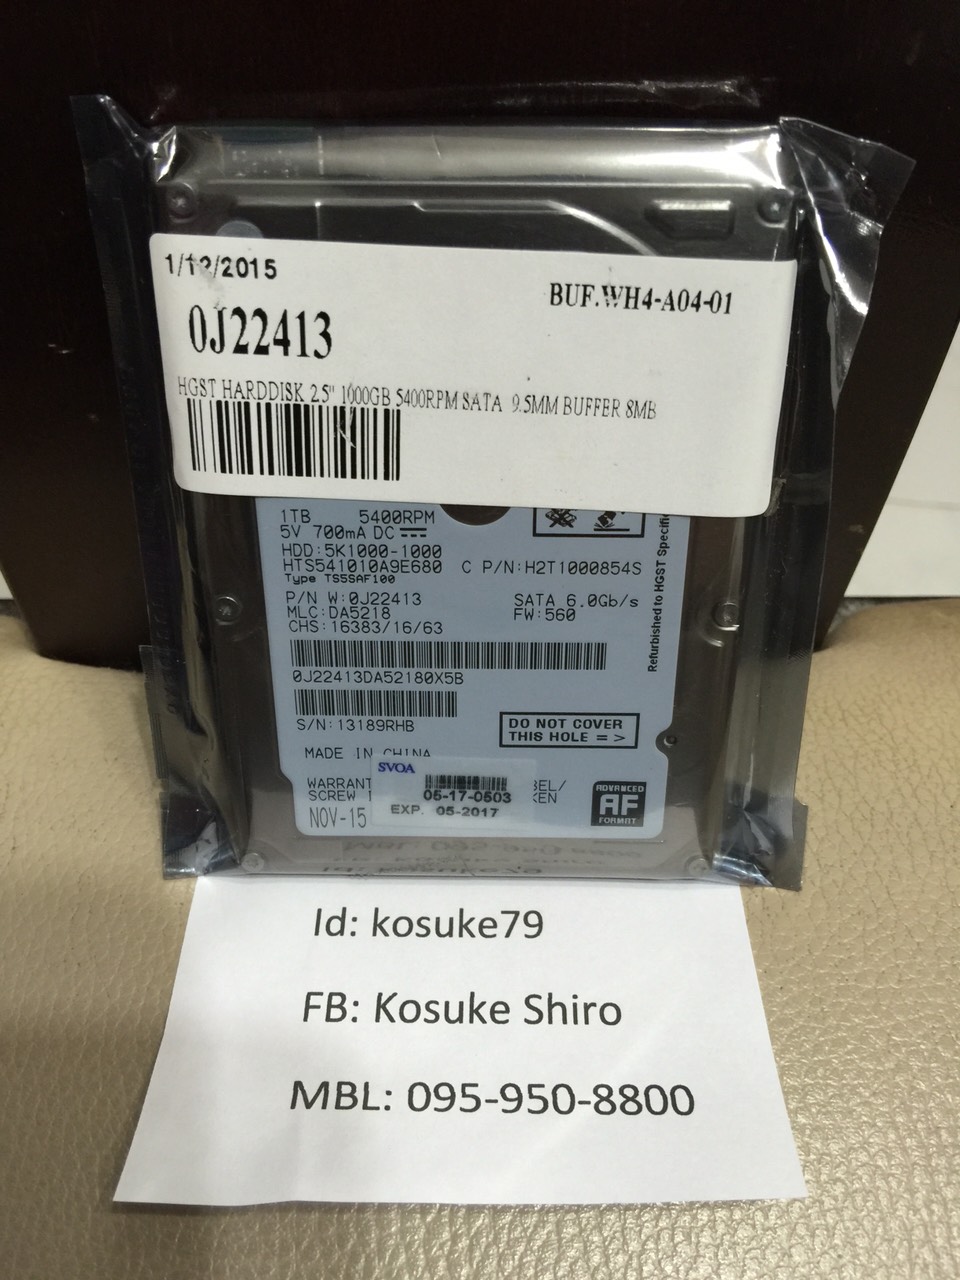 1/12/2015
BUF.WH4-A04-01
0J22413
HGST HARDDISK 2.5" 1000GB 5400RPM SATA 9.5MM BUFFER 8MB
1TB 5400RPM
5V 700mA DC
HDD:5K1000-1000
HTS541010A9E680 C P/N:H2T1000854S
Type TS5SAF100
P/N W:0J22413 SATA 6.0Gb/s
MLC:DA5218 FW:560
CHS:16383/16/63
Refurbished to HGST
0J22413DA52180X5B
S/N:13189RHB
DO NOT COVER
THIS HOLE =>
MADE IN CHINA
SVOA
05-17-0503
EXP. 05-2017
WARRANT
SCREW
NOV-15
ADVANCED
AF
FORMAT
Id: kosuke79
FB: Kosuke Shiro
MBL: 095-950-8800